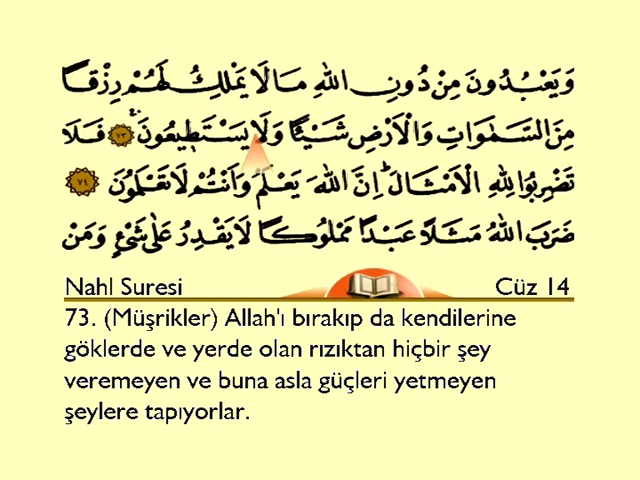 وَيَعْبُدُونَ مِنْ دُونِ اللّٰهِ مَا لَا يَمْلِكُ لَهُمْ رِزْقًا
مِنَ السَّمٰوَاتِ وَالْاَرْضِ شَيْـًٔا وَلَا يَسْتَطٖيعُونَ ﴿٧٣﴾ فَلَا
تَضْرِبُوا لِلّٰهِ الْاَمْثَالَ اِنَّ اللّٰهَ يَعْلَمُ وَاَنْتُمْ لَا تَعْلَمُونَ ﴿٧٤﴾
ضَرَبَ اللّٰهُ مَثَلًا عَبْدًا مَمْلُوكًا لَا يَقْدِرُ عَلٰى شَيْءٍ وَمَنْ
Nahl Suresi Cüz 14
73. (Müşrikler) Allah'ı bırakıp da kendilerine
göklerde ve yerde olan rızıktan hiçbir şey
veremeyen ve buna asla güçleri yetmeyen
şeylere tapıyorlar.